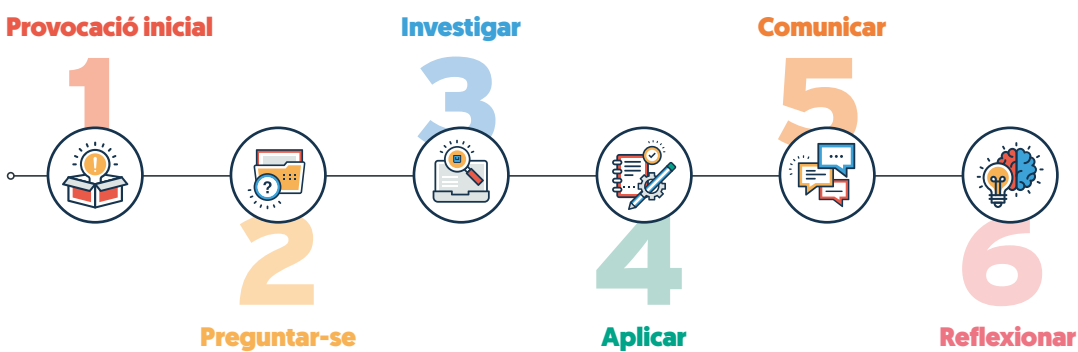 Provocació inicial
1
2
Preguntar-se
Investigar
3
4
Aplicar
Comunicar
5
6
Reflexionar